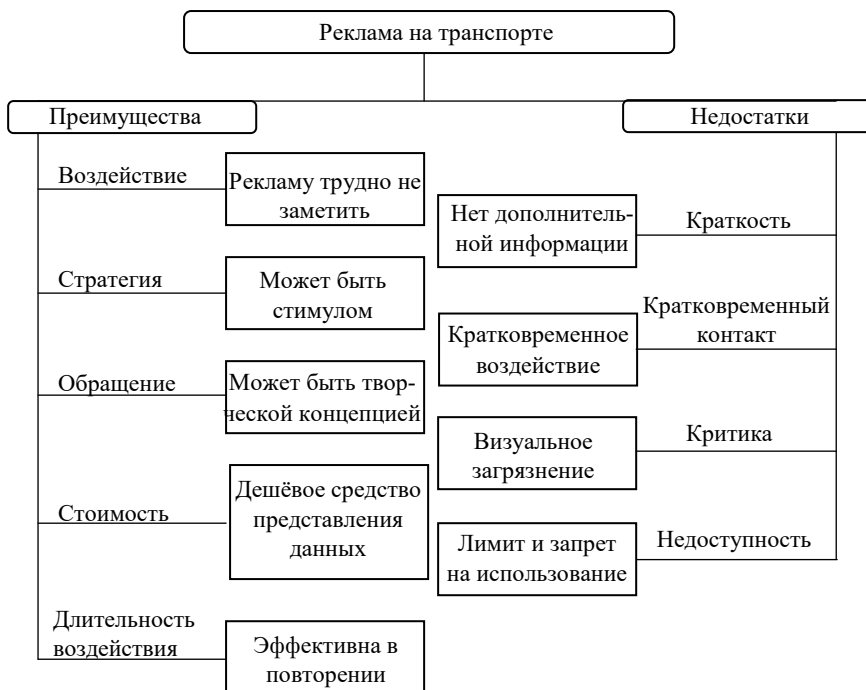 Реклама на транспорте
Преимущества
Недостатки
Воздействие
Рекламу трудно не
заметить
Стратегия
Может быть
стимулом
Обращение
Может быть твор-
ческой концепцией
Стоимость
Дешёвое средство
представления
данных
Длительность
воздействия
Эффективна в
повторении
Нет дополнитель-
ной информации
Краткость
Кратковременное
воздействие
Кратковременный
контакт
Визуальное
загрязнение
Критика
Лимит и запрет
на использование
Недоступность